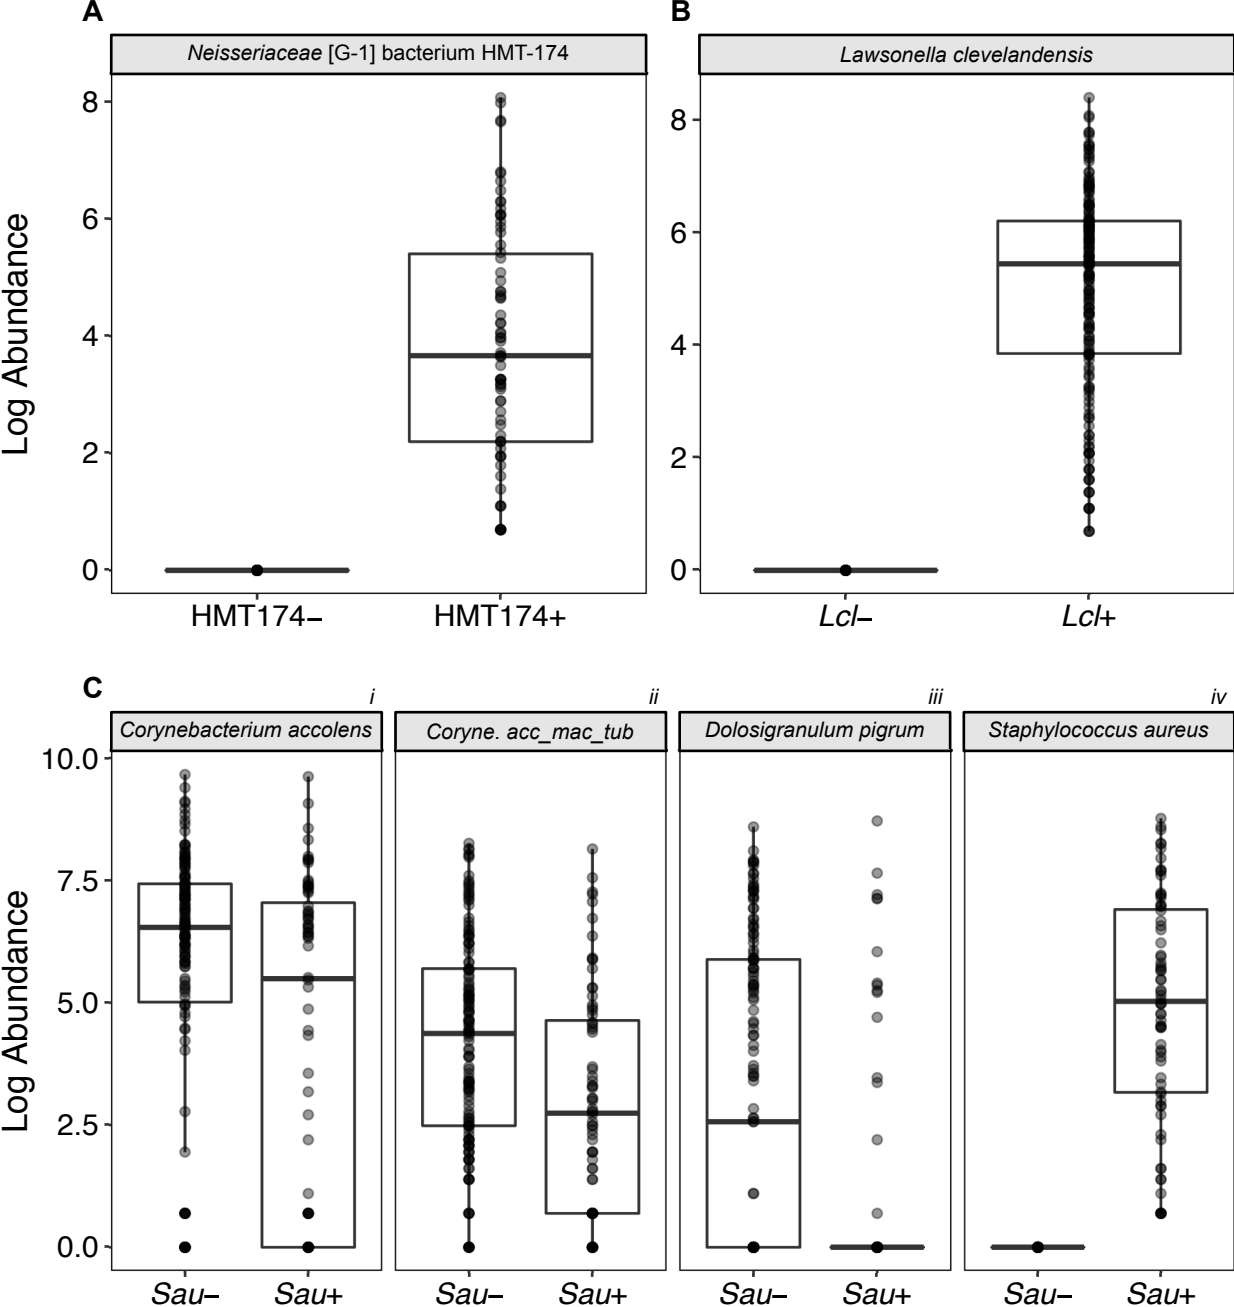 A
B
Neisseriaceae [G-1] bacterium HMT-174
Lawsonella clevelandensis
Log Abundance
8
6
4
2
0
8
6
4
2
0
HMT174−
HMT174+
Lcl−
Lcl+
C
i
ii
iii
iv
Corynebacterium accolens
Coryne. acc_mac_tub
Dolosigranulum pigrum
Staphylococcus aureus
Log Abundance
10.0
7.5
5.0
2.5
0.0
Sau−
Sau+
Sau−
Sau+
Sau−
Sau+
Sau−
Sau+